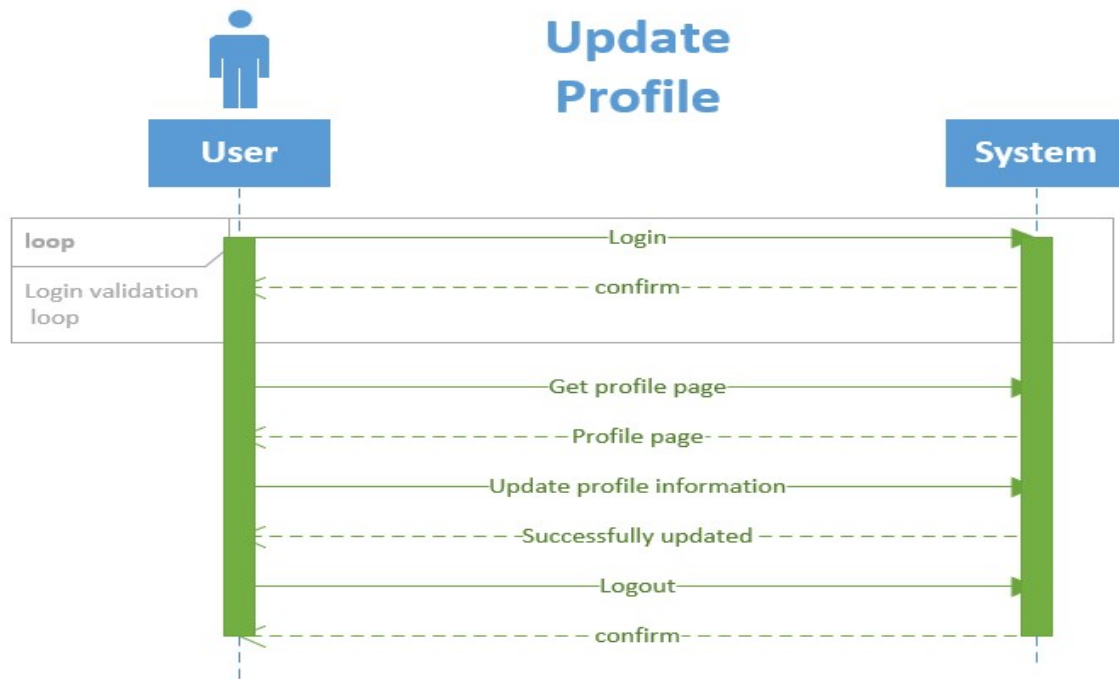 Update
Profile
User
System
loop
Login
Login validation
loop
confirm
Get profile page
Profile page
Update profile information
Successfully updated
Logout
confirm